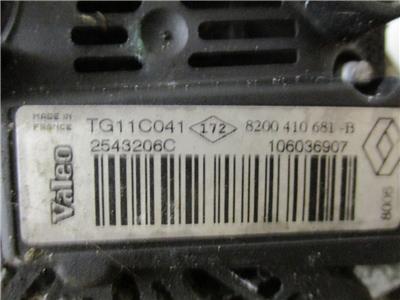 MADE IN
FRANCE
Valeo
TG11C041 172 8200 410 681-B
2543206C 106036907